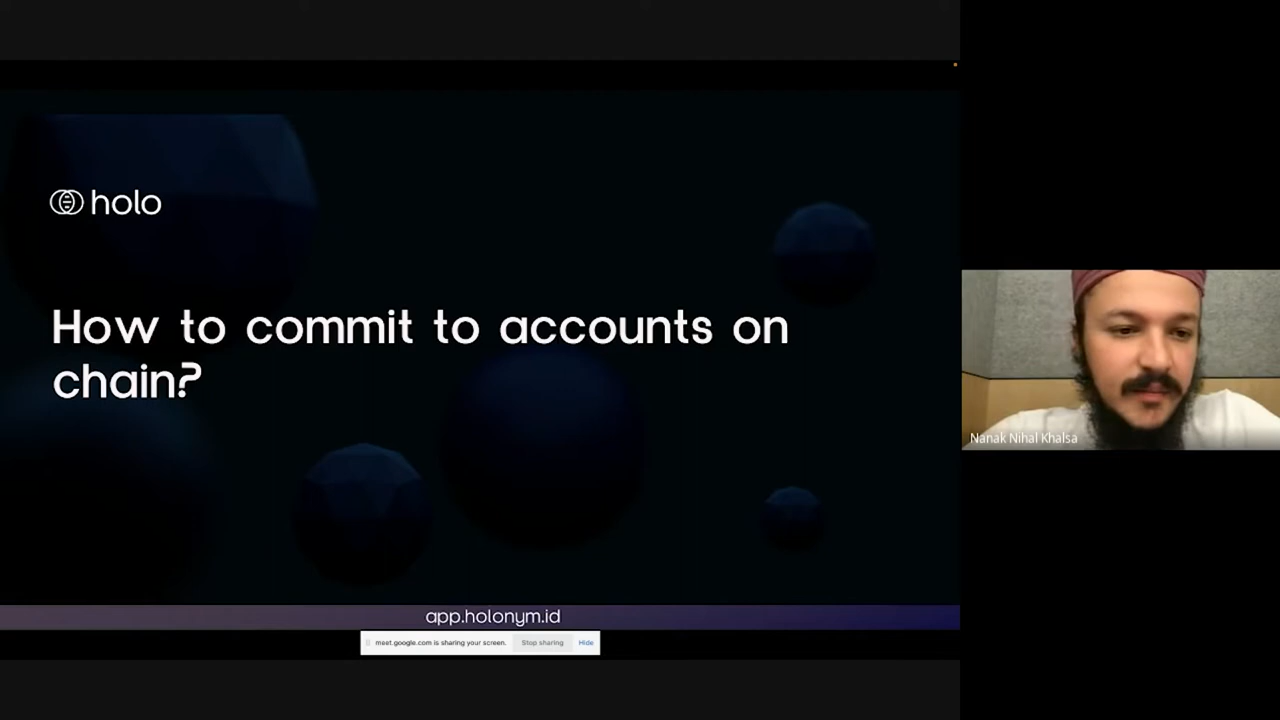 holo
How to commit to accounts on
chain?
app.holonym.id
meet.google.com is sharing your screen.
Stop sharing
Hide
Nanak Nihal Khalsa